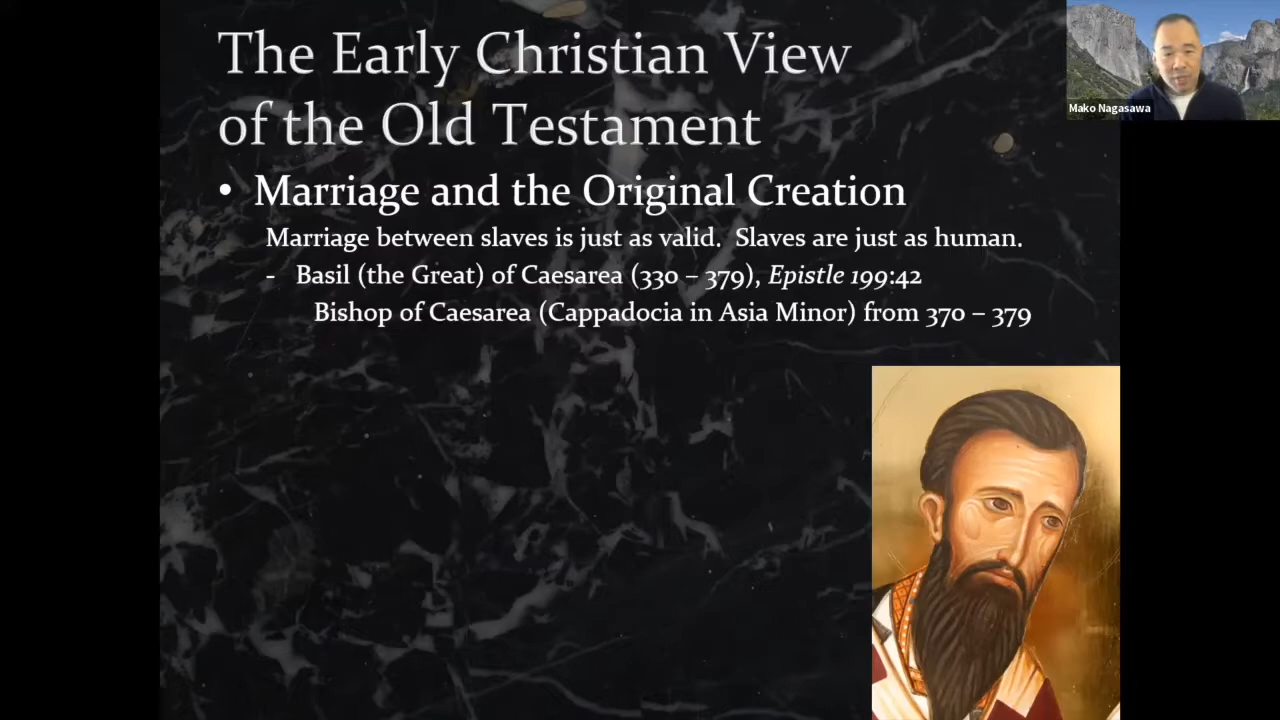 The Early Christian View
of the Old Testament
• Marriage and the Original Creation
Marriage between slaves is just as valid.  Slaves are just as human.
- Basil (the Great) of Caesarea (330 – 379), Epistle 199:42
Bishop of Caesarea (Cappadocia in Asia Minor) from 370 – 379
Mako Nagasawa